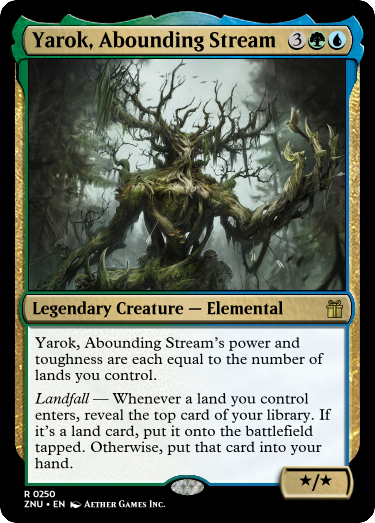 Yarok, Abounding Stream 3
Legendary Creature — Elemental
Yarok, Abounding Stream's power and
toughness are each equal to the number of
lands you control.
Landfall — Whenever a land you control
enters, reveal the top card of your library. If
it's a land card, put it onto the battlefield
tapped. Otherwise, put that card into your
hand.
★/★
R 0250
ZNU • EN Aether Games Inc.